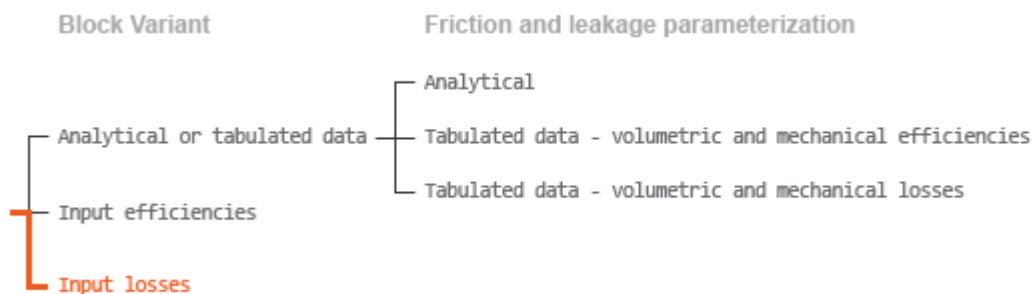 Block Variant Friction and leakage parameterization
Analytical
Analytical or tabulated data Tabulated data - volumetric and mechanical efficiencies
Tabulated data - volumetric and mechanical losses
Input efficiencies
Input losses